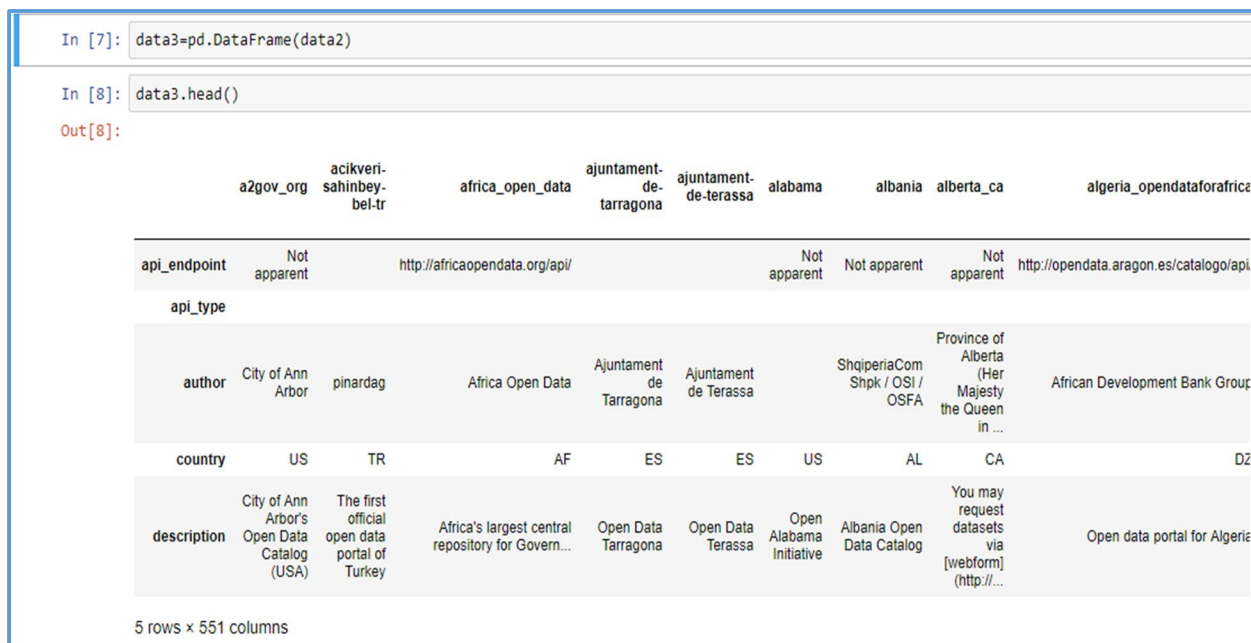 In [7]: data3=pd.DataFrame(data2)
In [8]: data3.head()
Out[8]:
a2gov_org acikveri-sahinbey-bel-tr africa_open_data ajuntament-de-tarragona ajuntament-de-terassa alabama albania alberta_ca algeria_opendataforafrica
api_endpoint Not apparent http://africaopendata.org/api/ Not apparent Not apparent Not apparent http://opendata.aragon.es/catalogo/api/
api_type
author City of Ann Arbor pinardag Africa Open Data Ajuntament de Tarragona Ajuntament de Terassa ShqiperiaCom Shpk / OSI / OSFA Province of Alberta (Her Majesty the Queen in ... African Development Bank Group
country US TR AF ES ES US AL CA DZ
description City of Ann Arbor's Open Data Catalog (USA) The first official open data portal of Turkey Africa's largest central repository for Govern... Open Data Tarragona Open Data Terassa Open Alabama Initiative Albania Open Data Catalog You may request datasets via [webform] (http://... Open data portal for Algeria
5 rows × 551 columns